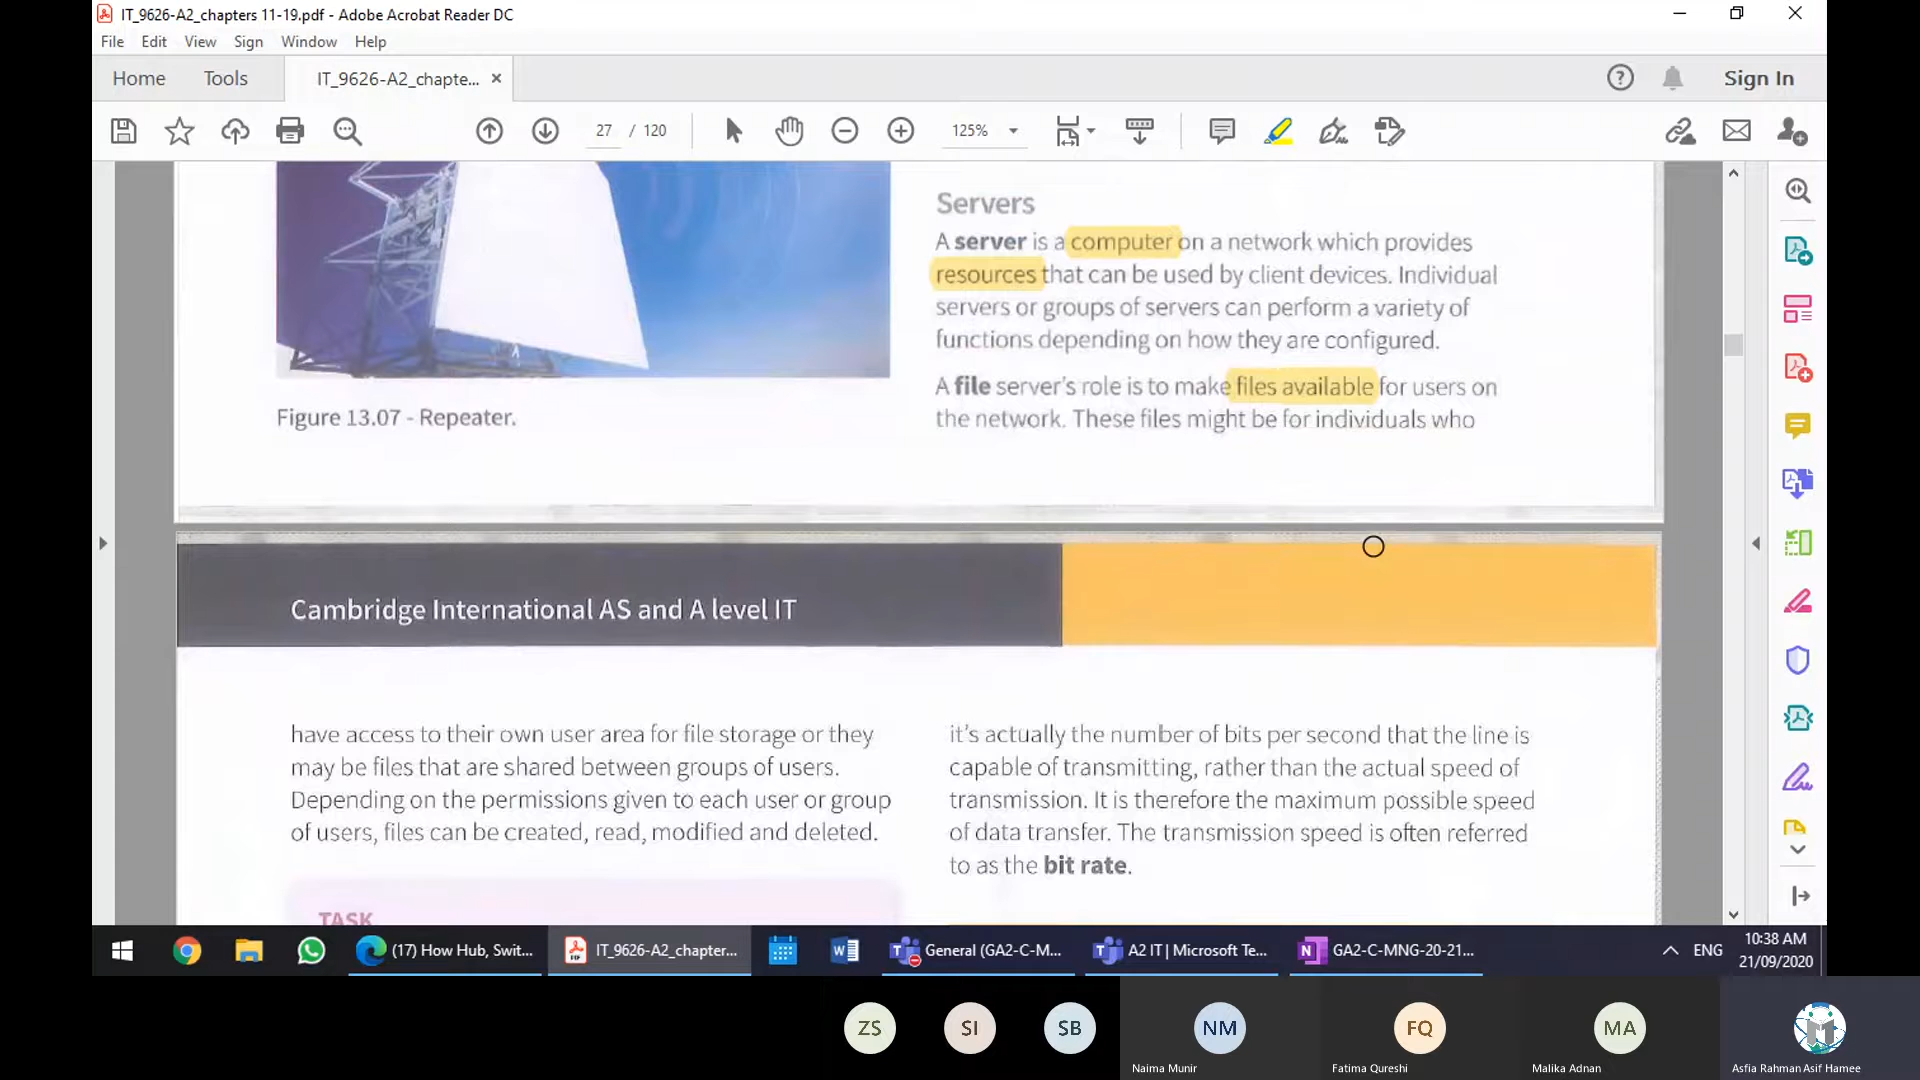 IT_9626-A2_chapters 11-19.pdf - Adobe Acrobat Reader DC
File Edit View Sign Window Help
Home Tools IT_9626-A2_chapte... × Sign In
27 / 120 125%
Servers
A server is a computer on a network which provides
resources that can be used by client devices. Individual
servers or groups of servers can perform a variety of
functions depending on how they are configured.
A file server's role is to make files available for users on
the network. These files might be for individuals who
Figure 13.07 - Repeater.
Cambridge International AS and A level IT
have access to their own user area for file storage or they
may be files that are shared between groups of users.
Depending on the permissions given to each user or group
of users, files can be created, read, modified and deleted.
TASK
it's actually the number of bits per second that the line is
capable of transmitting, rather than the actual speed of
transmission. It is therefore the maximum possible speed
of data transfer. The transmission speed is often referred
to as the bit rate.
(17) How Hub, Swit... IT_9626-A2_chapter... General (GA2-C-M... A2 IT | Microsoft Te... GA2-C-MNG-20-21... ENG
10:38 AM
21/09/2020
ZS SI SB NM FQ MA
Naima Munir Fatima Qureshi Malika Adnan Asfia Rahman Asif Hamee